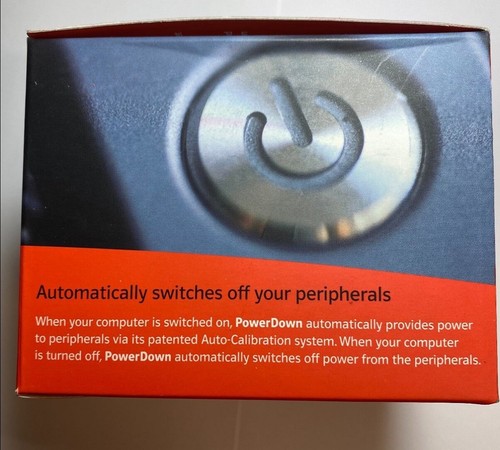 Automatically switches off your peripherals
When your computer is switched on, PowerDown automatically provides power
to peripherals via its patented Auto-Calibration system. When your computer
is turned off, PowerDown automatically switches off power from the peripherals.